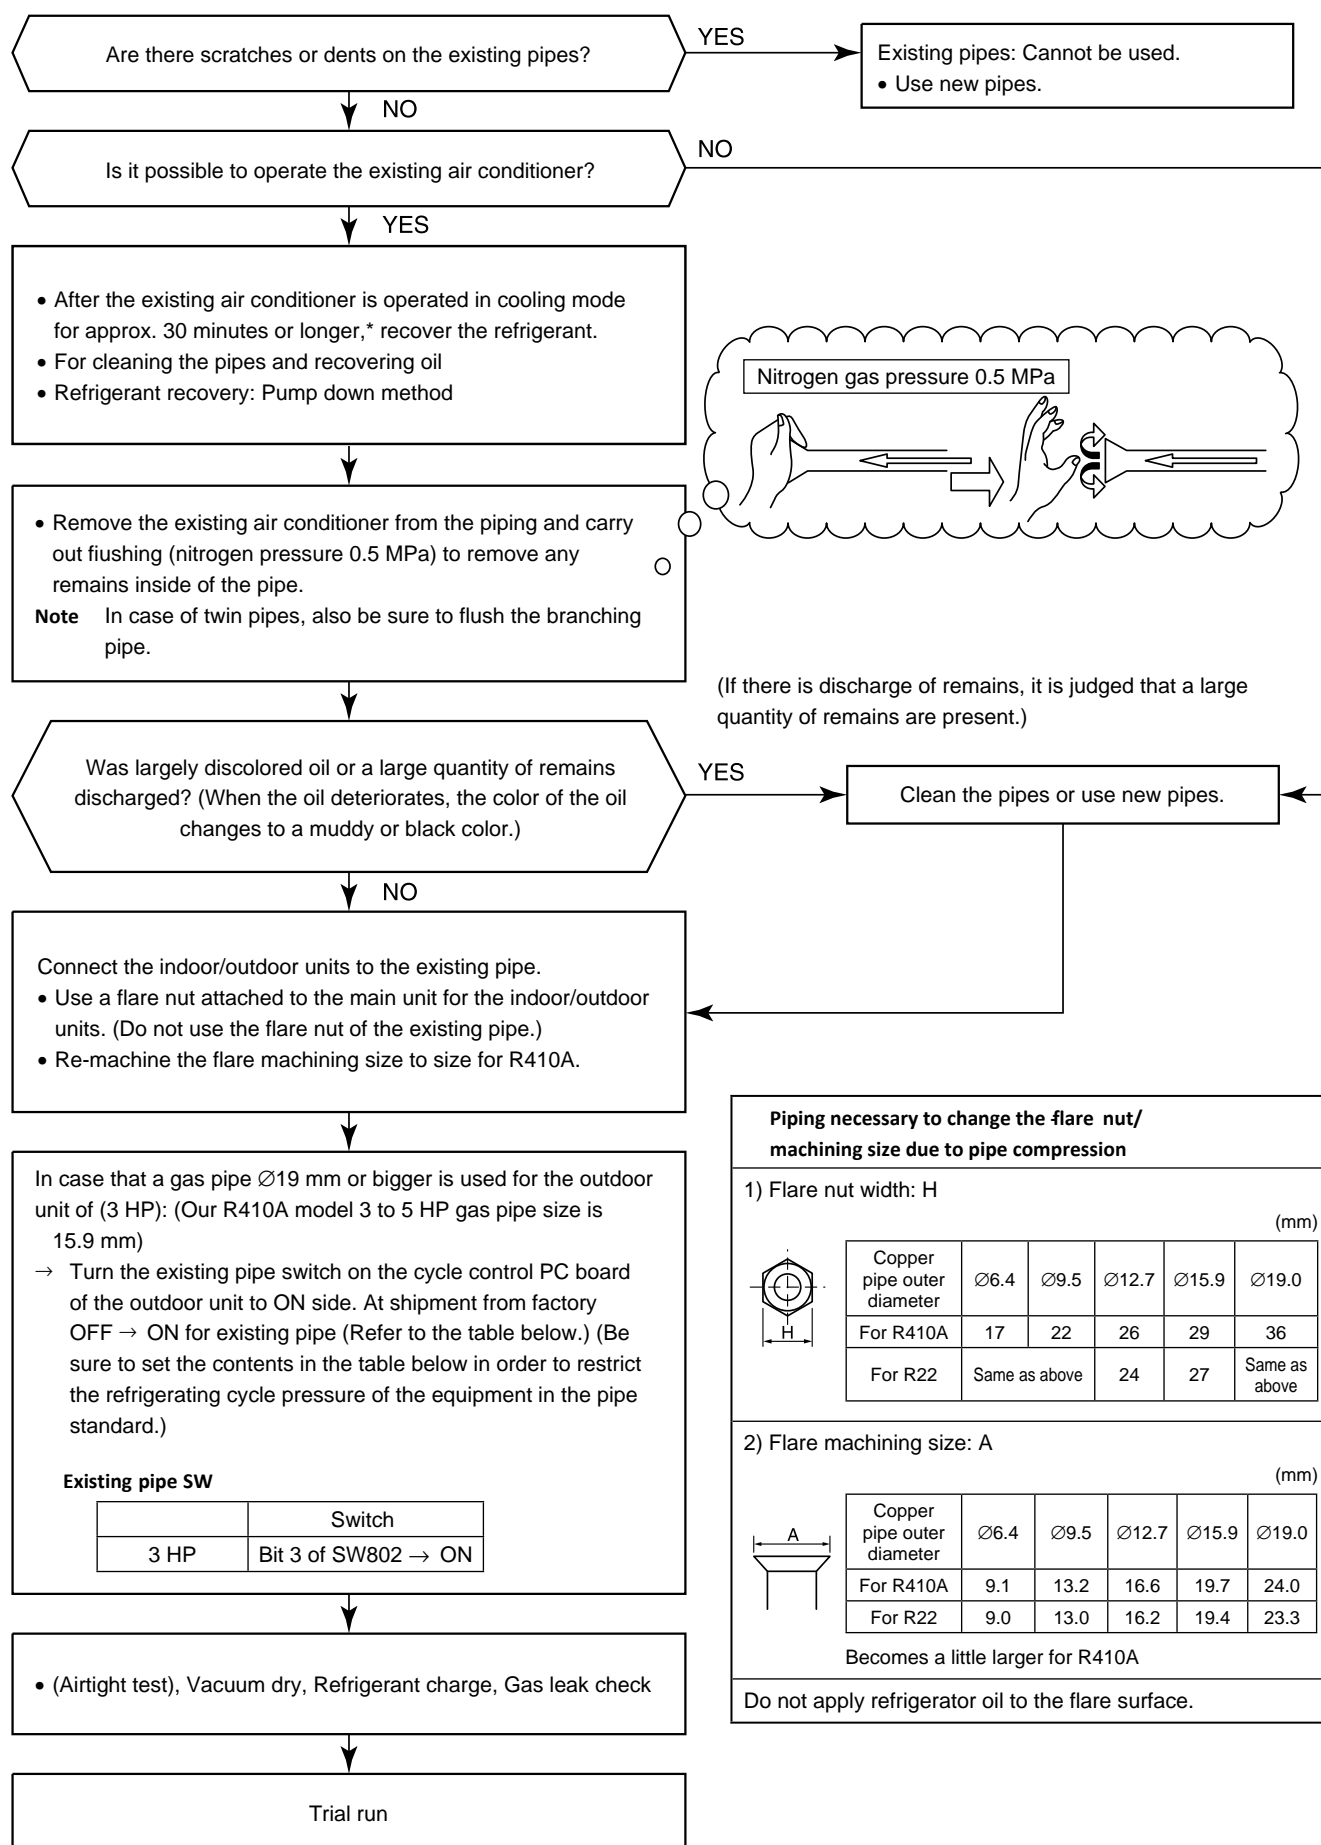 Are there scratches or dents on the existing pipes?
YES
Existing pipes: Cannot be used.
• Use new pipes.
NO
Is it possible to operate the existing air conditioner?
NO
YES
• After the existing air conditioner is operated in cooling mode
for approx. 30 minutes or longer,* recover the refrigerant.
• For cleaning the pipes and recovering oil
• Refrigerant recovery: Pump down method
Nitrogen gas pressure 0.5 MPa
• Remove the existing air conditioner from the piping and carry
out fiushing (nitrogen pressure 0.5 MPa) to remove any
remains inside of the pipe.
Note In case of twin pipes, also be sure to flush the branching
pipe.
(If there is discharge of remains, it is judged that a large
quantity of remains are present.)
Was largely discolored oil or a large quantity of remains
discharged? (When the oil deteriorates, the color of the oil
changes to a muddy or black color.)
YES
Clean the pipes or use new pipes.
NO
Connect the indoor/outdoor units to the existing pipe.
• Use a flare nut attached to the main unit for the indoor/outdoor
units. (Do not use the flare nut of the existing pipe.)
• Re-machine the flare machining size to size for R410A.
In case that a gas pipe ∅19 mm or bigger is used for the outdoor
unit of (3 HP): (Our R410A model 3 to 5 HP gas pipe size is
15.9 mm)
→ Turn the existing pipe switch on the cycle control PC board
of the outdoor unit to ON side. At shipment from factory
OFF → ON for existing pipe (Refer to the table below.) (Be
sure to set the contents in the table below in order to restrict
the refrigerating cycle pressure of the equipment in the pipe
standard.)
Existing pipe SW
Switch
3 HP Bit 3 of SW802 → ON
• (Airtight test), Vacuum dry, Refrigerant charge, Gas leak check
Trial run
Piping necessary to change the flare nut/
machining size due to pipe compression
1) Flare nut width: H
(mm)
H
Copper
pipe outer
diameter
∅6.4 ∅9.5 ∅12.7 ∅15.9 ∅19.0
For R410A 17 22 26 29 36
For R22 Same as above 24 27 Same as
above
2) Flare machining size: A
(mm)
A
Copper
pipe outer
diameter
∅6.4 ∅9.5 ∅12.7 ∅15.9 ∅19.0
For R410A 9.1 13.2 16.6 19.7 24.0
For R22 9.0 13.0 16.2 19.4 23.3
Becomes a little larger for R410A
Do not apply refrigerator oil to the flare surface.